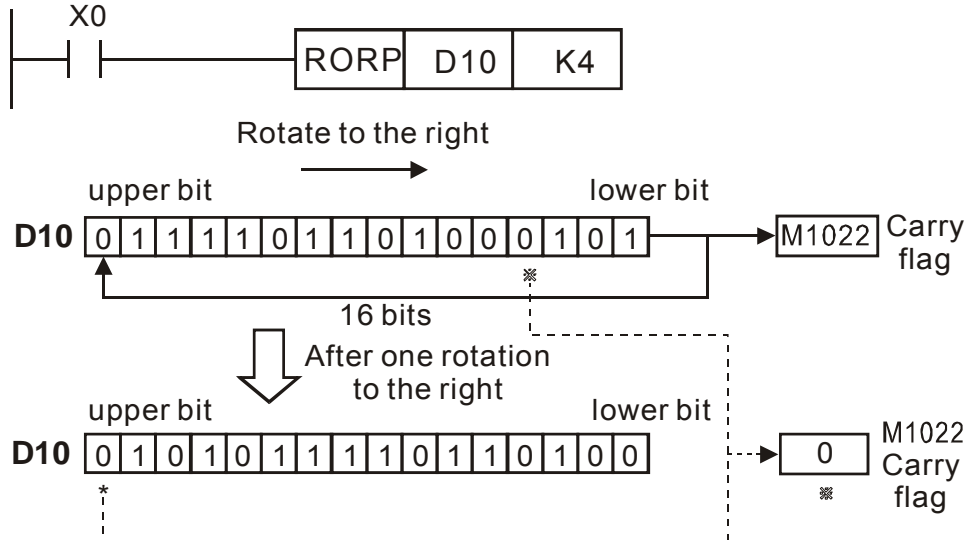 X0
RORP D10 K4
Rotate to the right
upper bit lower bit
D10 0 1 1 1 1 0 1 1 0 1 0 0 0 1 0 1 M1022 Carry flag
※
16 bits
After one rotation
to the right
upper bit lower bit
D10 0 1 0 1 0 1 1 1 1 0 1 1 0 1 0 0 0 M1022
Carry
flag
* ※